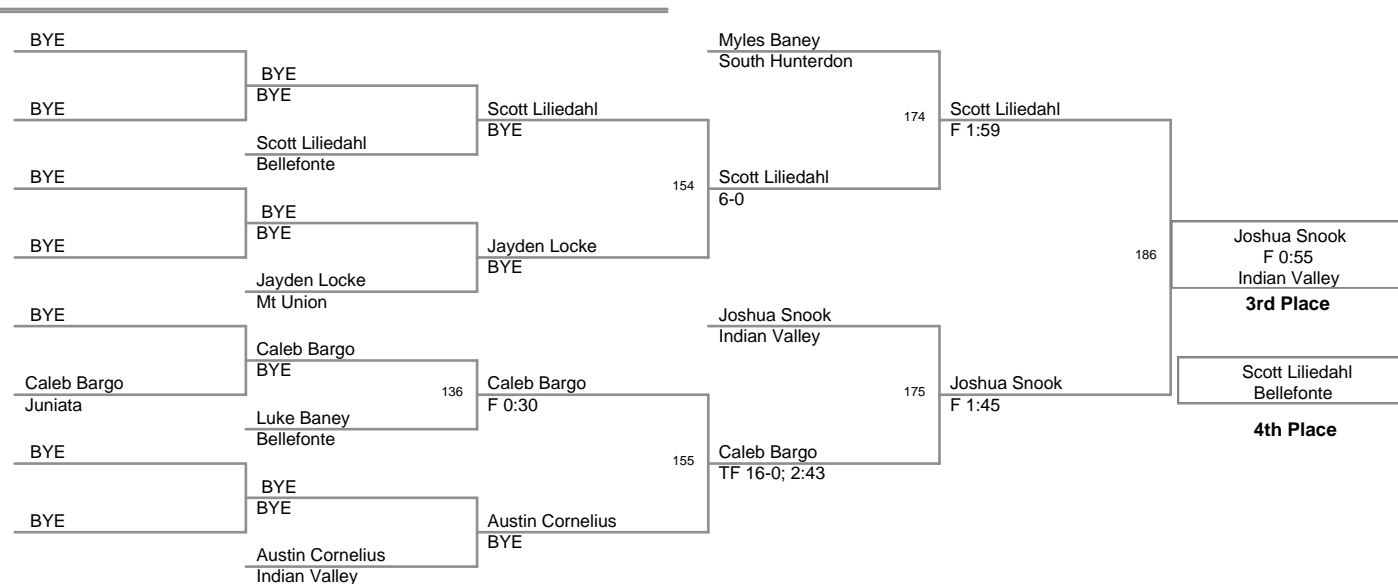 BYE
BYE
BYE
BYE
BYE
Caleb Bargo
Juniata
BYE
BYE
BYE
BYE
Scott Liliedahl
Bellefonte
BYE
BYE
Jayden Locke
Mt Union
Caleb Bargo
BYE
Luke Baney
Bellefonte
BYE
BYE
Austin Cornelius
Indian Valley
136
Scott Liliedahl
BYE
Jayden Locke
BYE
Caleb Bargo
F 0:30
Austin Cornelius
BYE
154
155
Myles Baney
South Hunterdon
Scott Liliedahl
6-0
Joshua Snook
Indian Valley
Caleb Bargo
TF 16-0; 2:43
174
175
Scott Liliedahl
F 1:59
Joshua Snook
F 1:45
186
Joshua Snook
F 0:55
Indian Valley
3rd Place
Scott Liliedahl
Bellefonte
4th Place